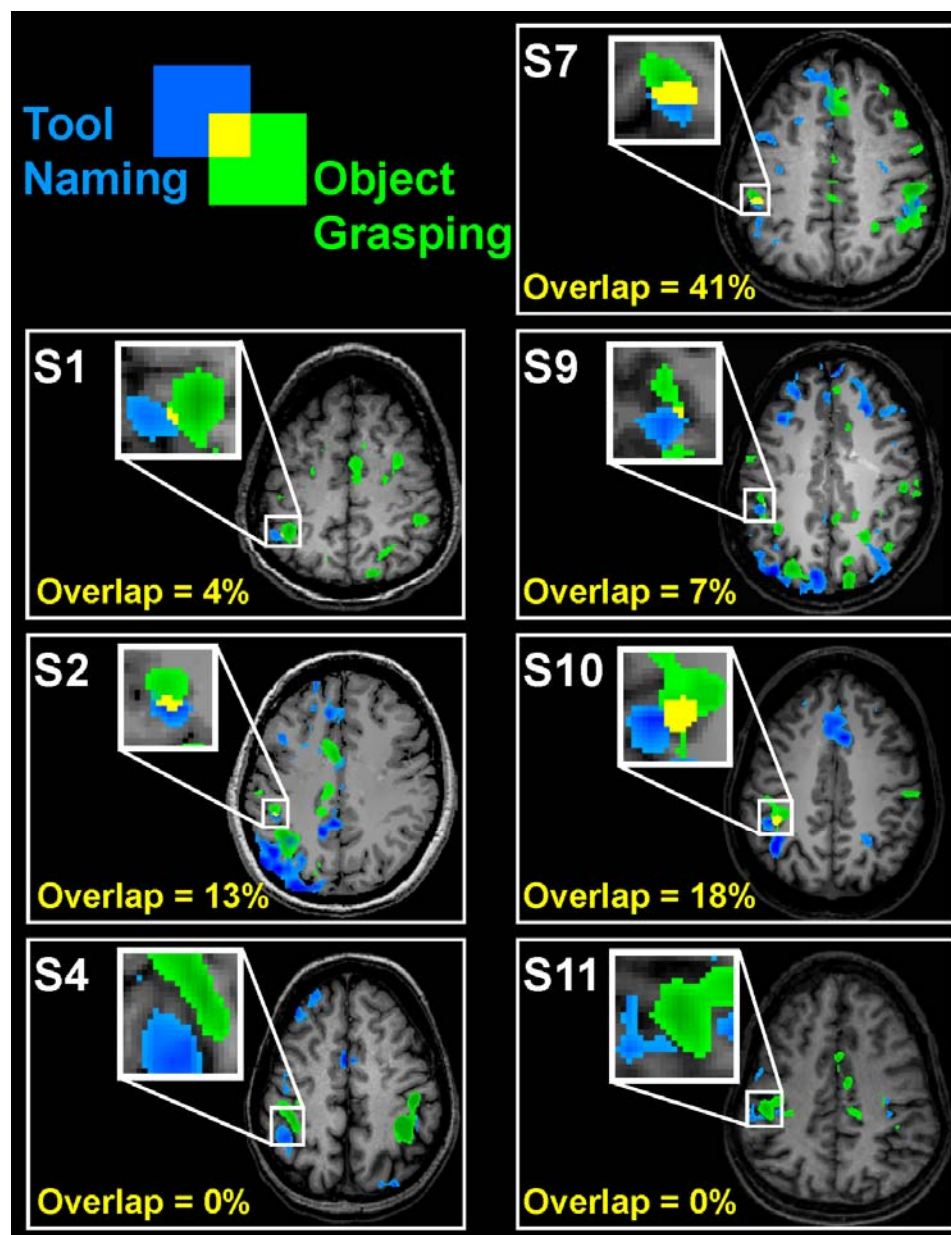 Tool
Naming
Object
Grasping
S7
Overlap = 41%
S1
Overlap = 4%
S9
Overlap = 7%
S2
Overlap = 13%
S10
Overlap = 18%
S4
Overlap = 0%
S11
Overlap = 0%